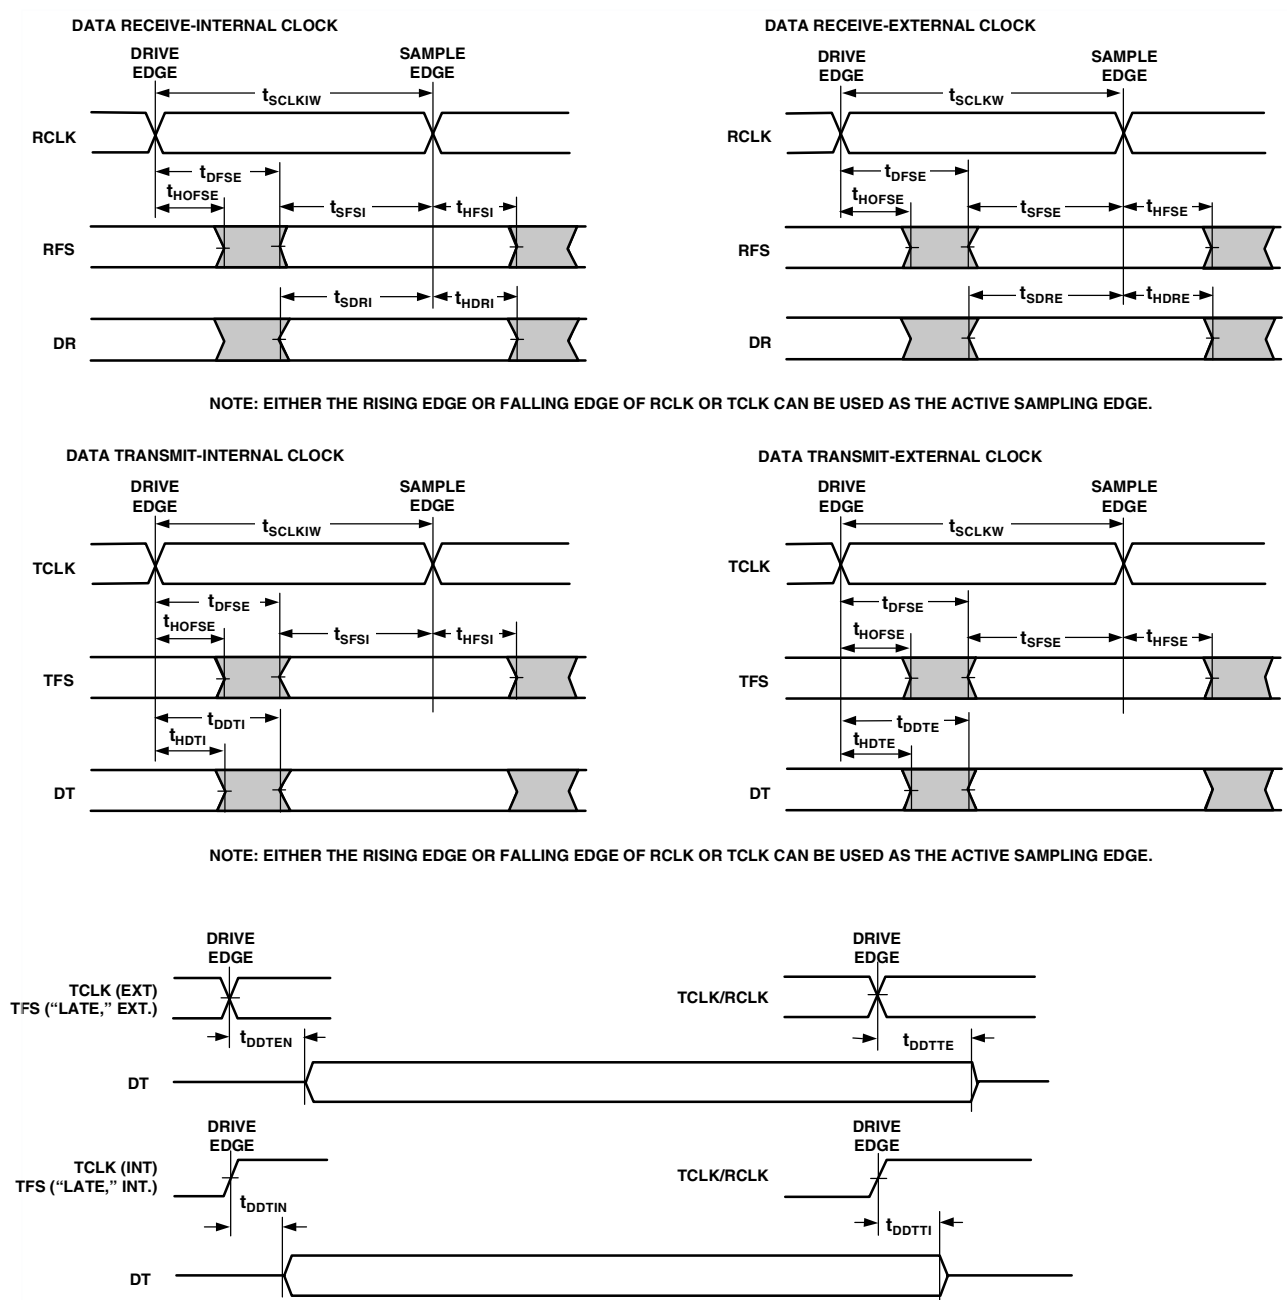 DATA RECEIVE-INTERNAL CLOCK
DRIVE EDGE
SAMPLE EDGE
tSCLKIW
RCLK
tDFSE
tHOFSE
tSFSI
tHFSI
RFS
tSDRI
tHDRI
DR
DATA RECEIVE-EXTERNAL CLOCK
DRIVE EDGE
SAMPLE EDGE
tSCLKW
RCLK
tDFSE
tHOFSE
tSFSE
tHFSE
RFS
tSDRE
tHDRE
DR
NOTE: EITHER THE RISING EDGE OR FALLING EDGE OF RCLK OR TCLK CAN BE USED AS THE ACTIVE SAMPLING EDGE.
DATA TRANSMIT-INTERNAL CLOCK
DRIVE EDGE
SAMPLE EDGE
tSCLKIW
TCLK
tDFSE
tHOFSE
tSFSI
tHFSI
TFS
tDDTI
tHDTI
DT
DATA TRANSMIT-EXTERNAL CLOCK
DRIVE EDGE
SAMPLE EDGE
tSCLKW
TCLK
tDFSE
tHOFSE
tSFSE
tHFSE
TFS
tDDTE
tHDTE
DT
NOTE: EITHER THE RISING EDGE OR FALLING EDGE OF RCLK OR TCLK CAN BE USED AS THE ACTIVE SAMPLING EDGE.
DRIVE EDGE
TCLK (EXT)
TFS (“LATE,” EXT.)
tDDTEN
DRIVE EDGE
TCLK/RCLK
tDDTTE
DT
DRIVE EDGE
TCLK (INT)
TFS (“LATE,” INT.)
tDDTIN
DRIVE EDGE
TCLK/RCLK
tDDTTI
DT